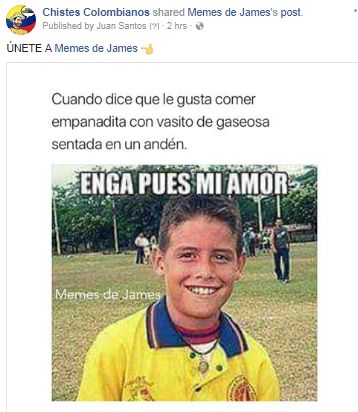 Chistes Colombianos shared Memes de James's post.
Published by Juan Santos [?] · 2 hrs ·
ÚNETE A Memes de James
Cuando dice que le gusta comer
empanadita con vasito de gaseosa
sentada en un andén.
ENGA PUES MI AMOR
Memes de James